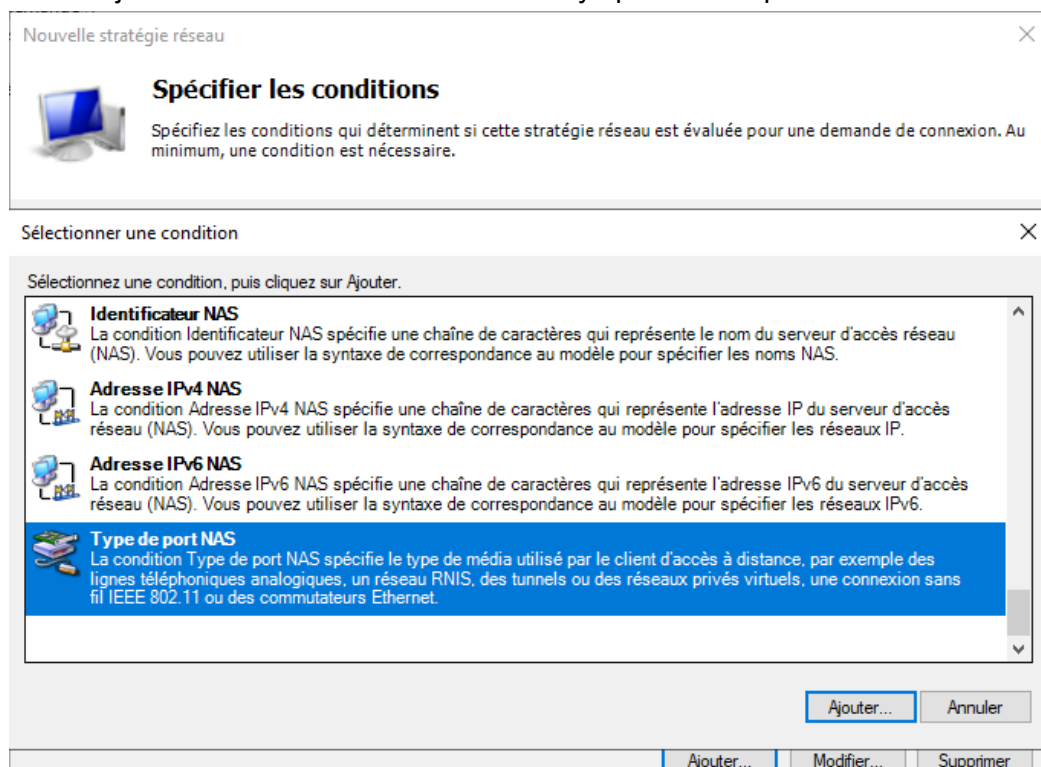 Nouvelle stratégie réseau
Spécifier les conditions
Spécifiez les conditions qui déterminent si cette stratégie réseau est évaluée pour une demande de connexion. Au
minimum, une condition est nécessaire.
Sélectionner une condition
Sélectionnez une condition, puis cliquez sur Ajouter.
Identificateur NAS
La condition Identificateur NAS spécifie une chaîne de caractères qui représente le nom du serveur d'accès réseau
(NAS). Vous pouvez utiliser la syntaxe de correspondance au modèle pour spécifier les noms NAS.
Adresse IPv4 NAS
La condition Adresse IPv4 NAS spécifie une chaîne de caractères qui représente l'adresse IP du serveur d'accès
réseau (NAS). Vous pouvez utiliser la syntaxe de correspondance au modèle pour spécifier les réseaux IP.
Adresse IPv6 NAS
La condition Adresse IPv6 NAS spécifie une chaîne de caractères qui représente l'adresse IPv6 du serveur d'accès
réseau (NAS). Vous pouvez utiliser la syntaxe de correspondance au modèle pour spécifier les réseaux IPv6.
Type de port NAS
La condition Type de port NAS spécifie le type de média utilisé par le client d'accès à distance, par exemple des
lignes téléphoniques analogiques, un réseau RNIS, des tunnels ou des réseaux privés virtuels, une connexion sans
fil IEEE 802.11 ou des commutateurs Ethernet.
Ajouter... Annuler
Ajouter... Modifier... Supprimer